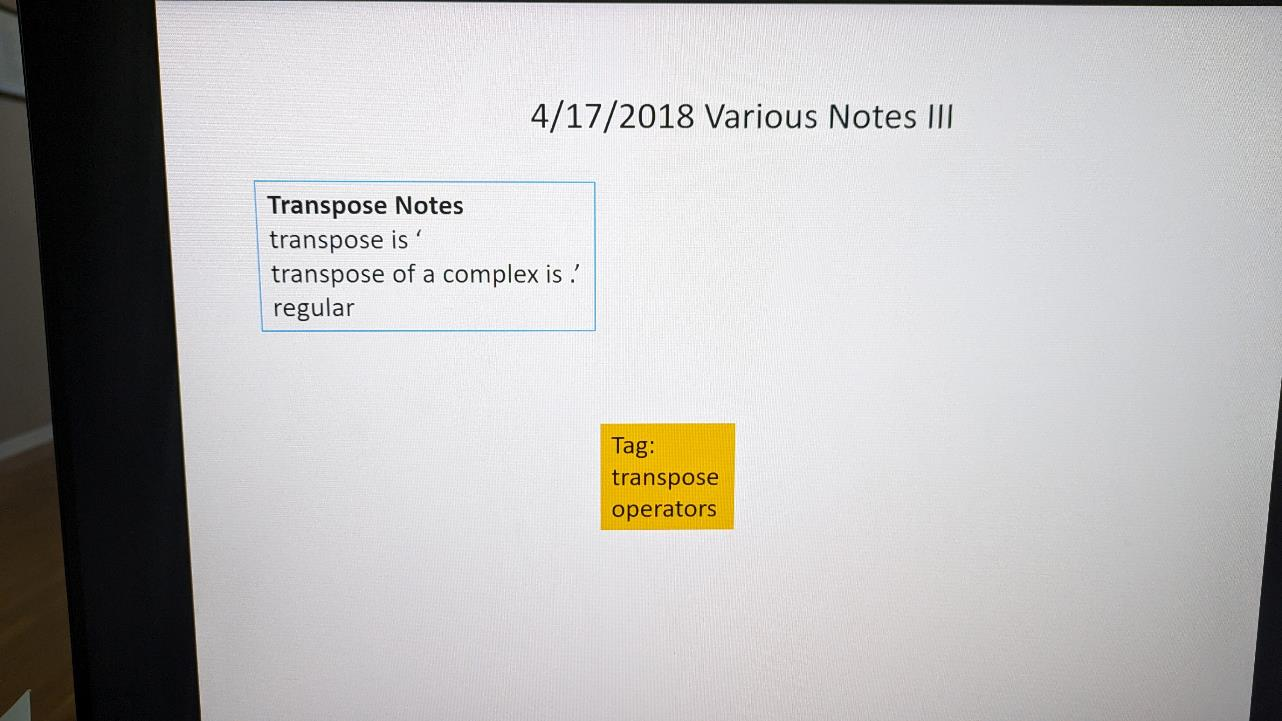 4/17/2018 Various Notes III
Transpose Notes
transpose is ‘
transpose of a complex is .’
regular
Tag:
transpose
operators